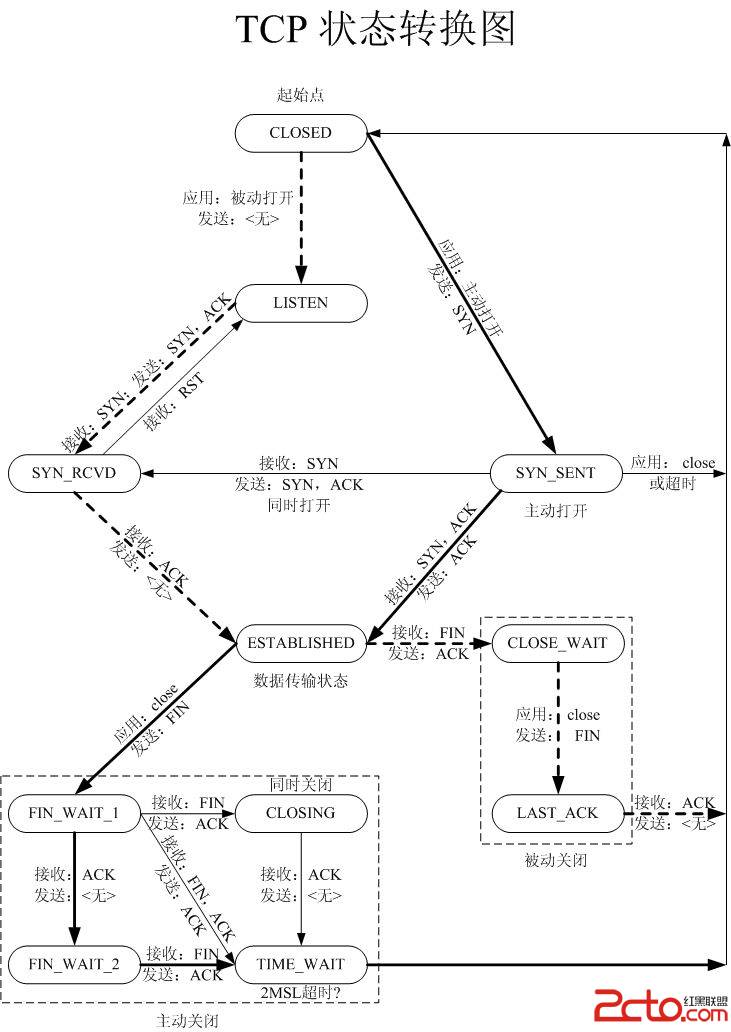 TCP 状态转换图
起始点
CLOSED
应用：被动打开
发送：<无>
应用：主动打开
发送：SYN
LISTEN
接收：SYN；发送：SYN，ACK
接收：RST
SYN_RCVD
接收：SYN
发送：SYN，ACK
同时打开
SYN_SENT
主动打开
应用： close
或超时
接收：ACK
发送：<无>
接收：SYN，ACK
发送：ACK
ESTABLISHED
数据传输状态
接收：FIN
发送：ACK
CLOSE_WAIT
应用：close
发送： FIN
应用：close
发送：FIN
LAST_ACK
接收：ACK
发送：<无>
被动关闭
同时关闭
FIN_WAIT_1
接收：FIN
发送：ACK
CLOSING
接收：ACK
发送：<无>
接收：FIN，ACK
发送：ACK
接收：ACK
发送：<无>
FIN_WAIT_2
接收：FIN
发送：ACK
TIME_WAIT
2MSL超时?
主动关闭
2cto.com
红黑联盟